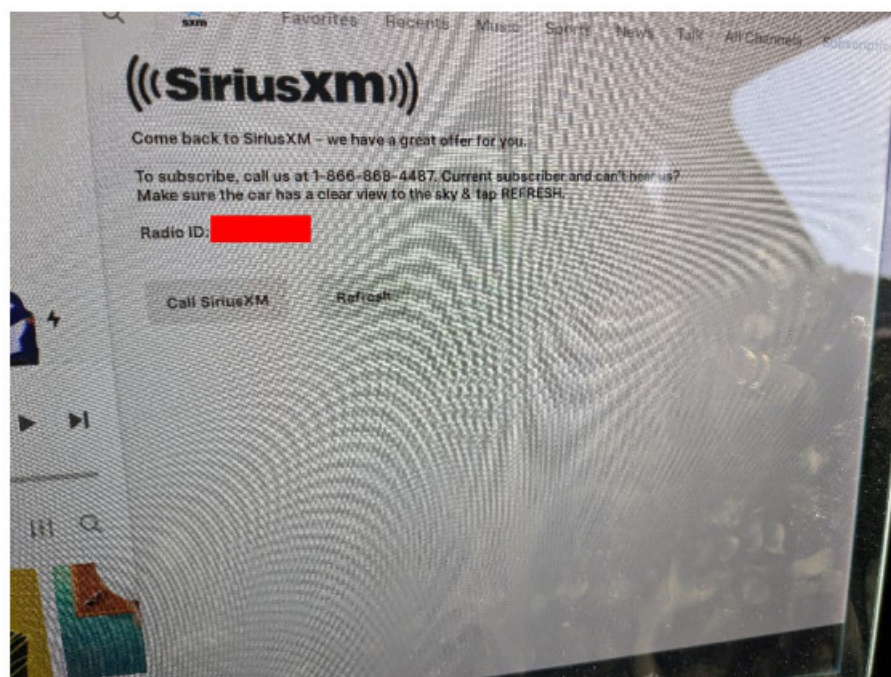 sxm Favorites Recents Music Sports News Talk All Channels Subscription
(((SiriusXM)))
Come back to SiriusXM – we have a great offer for you.
To subscribe, call us at 1-866-868-4487. Current subscriber and can't hear us?
Make sure the car has a clear view to the sky & tap REFRESH.
Radio ID:
Call SiriusXM Refresh